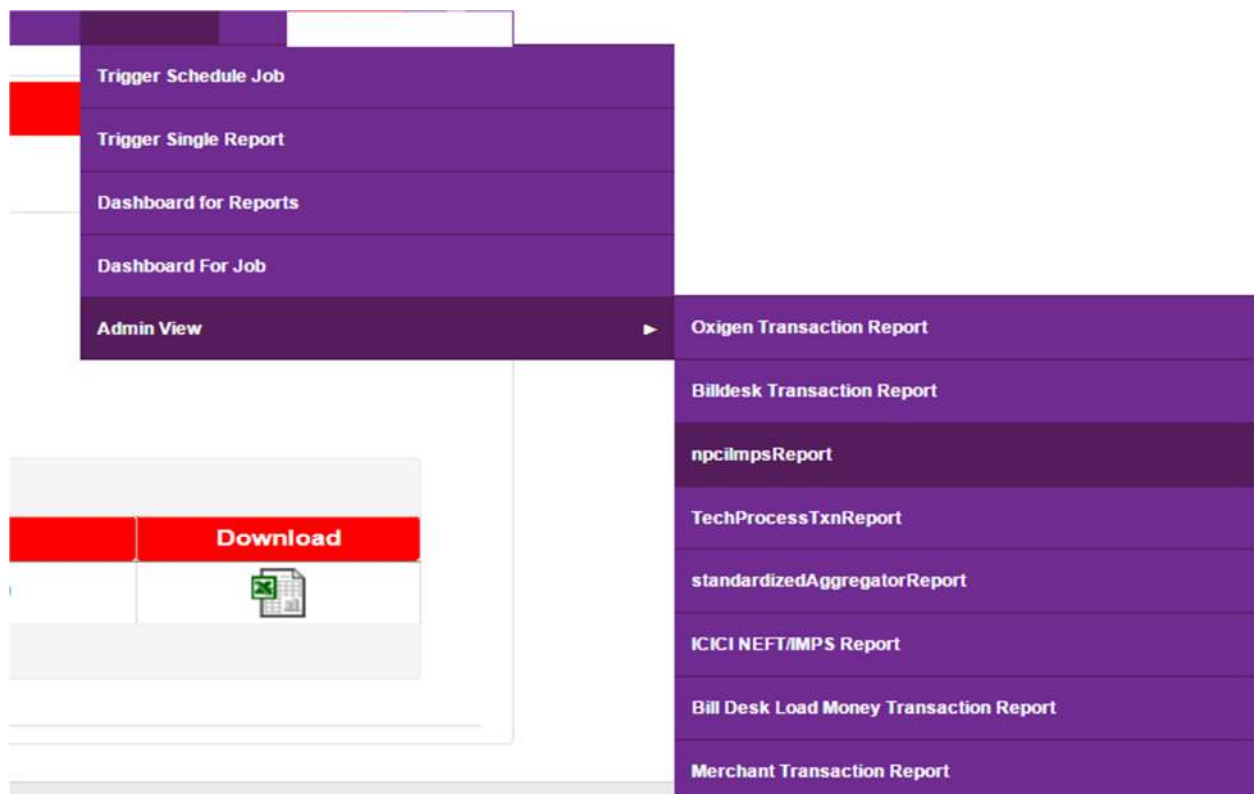 Trigger Schedule Job
Trigger Single Report
Dashboard for Reports
Dashboard For Job
Admin View
Oxigen Transaction Report
Billdesk Transaction Report
npciImpsReport
TechProcessTxnReport
standardizedAggregatorReport
ICICI NEFT/IMPS Report
Bill Desk Load Money Transaction Report
Merchant Transaction Report
Download